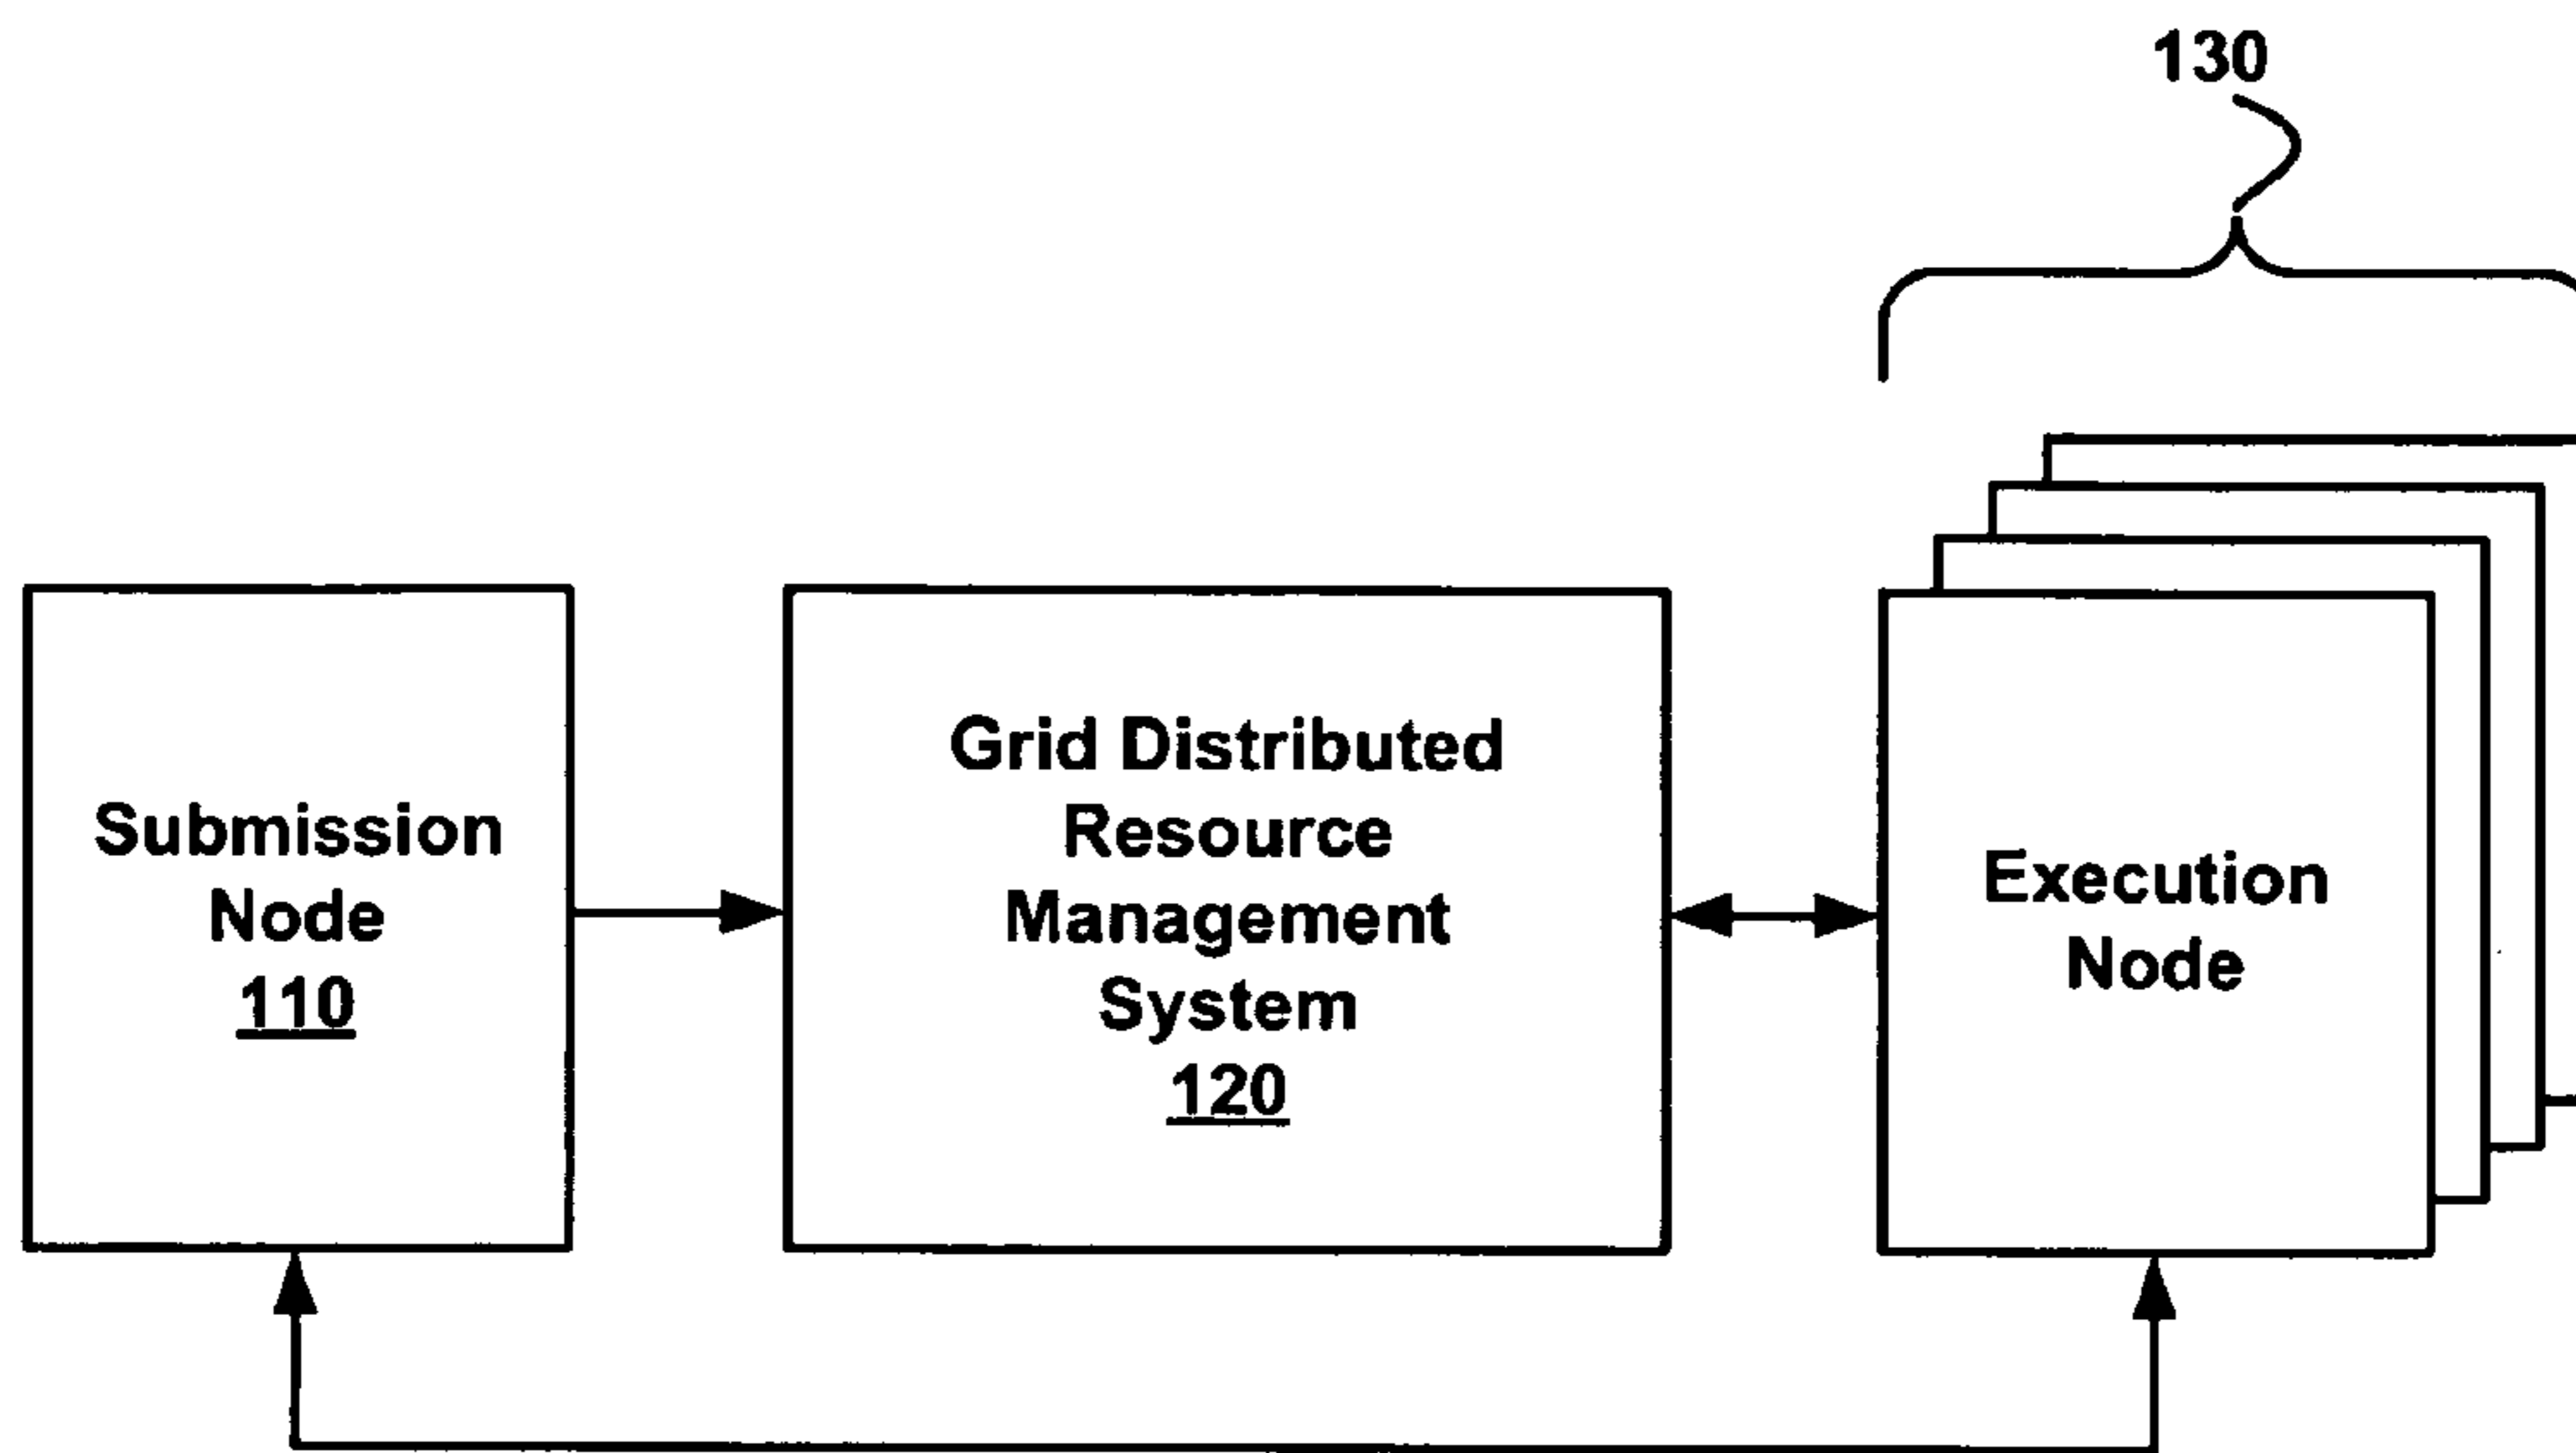 130
Submission
Node
110
Grid Distributed
Resource
Management
System
120
Execution
Node